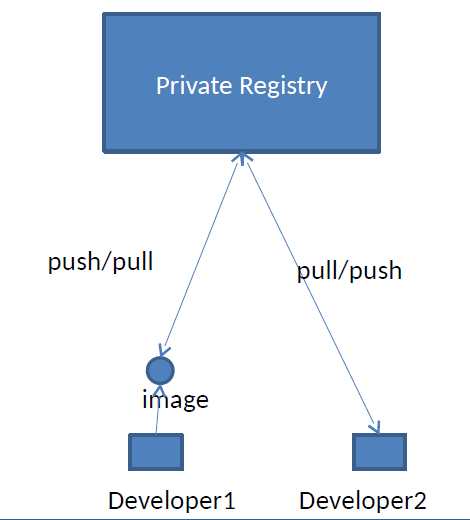 Private Registry
push/pull
pull/push
image
Developer1
Developer2